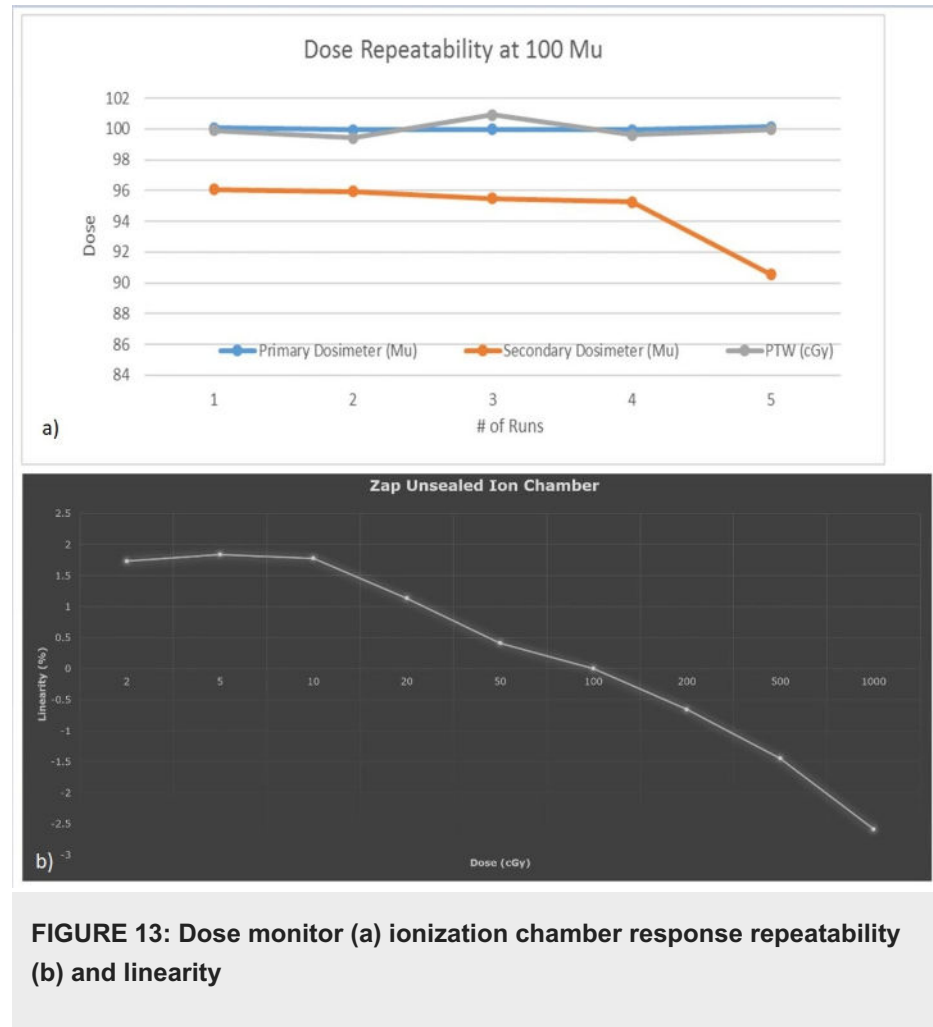 Dose Repeatability at 100 Mu
102
100
98
96
94
92
90
88
86
84
Dose
Primary Dosimeter (Mu) Secondary Dosimeter (Mu) PTW (cGy)
1 2 3 4 5
# of Runs
a)
Zap Unsealed Ion Chamber
2.5
2
1.5
1
0.5
0
-0.5
-1
-1.5
-2
-2.5
-3
Linearity (%)
2 5 10 20 50 100 200 500 1000
Dose (cGy)
b)
FIGURE 13: Dose monitor (a) ionization chamber response repeatability
(b) and linearity